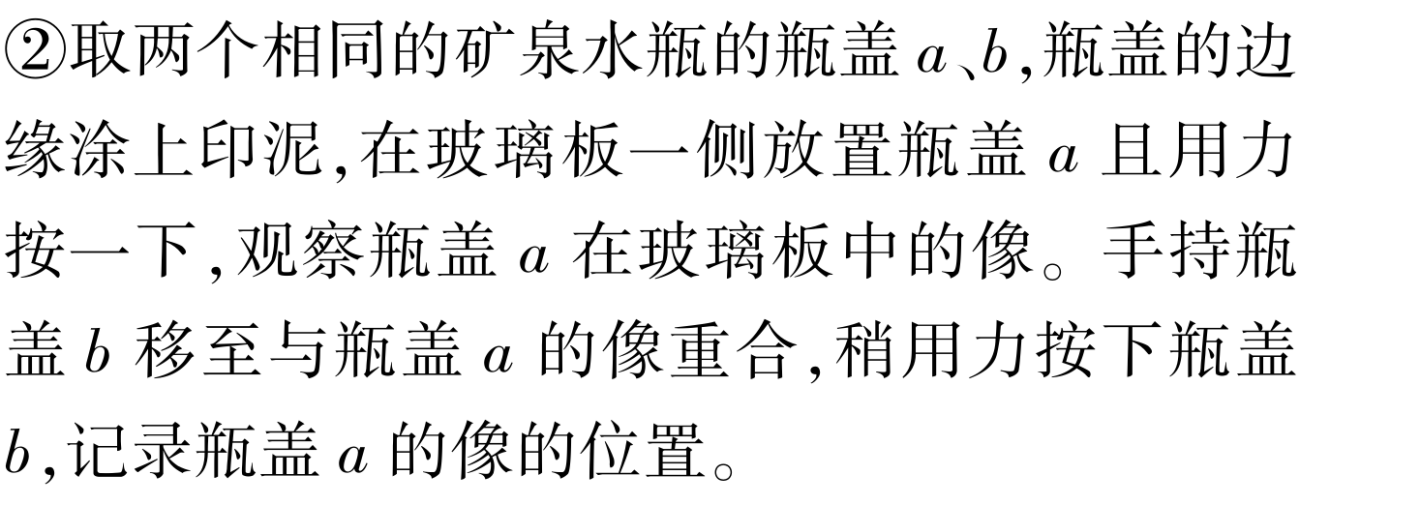 ②取两个相同的矿泉水瓶的瓶盖 a、b,瓶盖的边
缘涂上印泥,在玻璃板一侧放置瓶盖 a 且用力
按一下,观察瓶盖 a 在玻璃板中的像。手持瓶
盖 b 移至与瓶盖 a 的像重合,稍用力按下瓶盖
b,记录瓶盖 a 的像的位置。